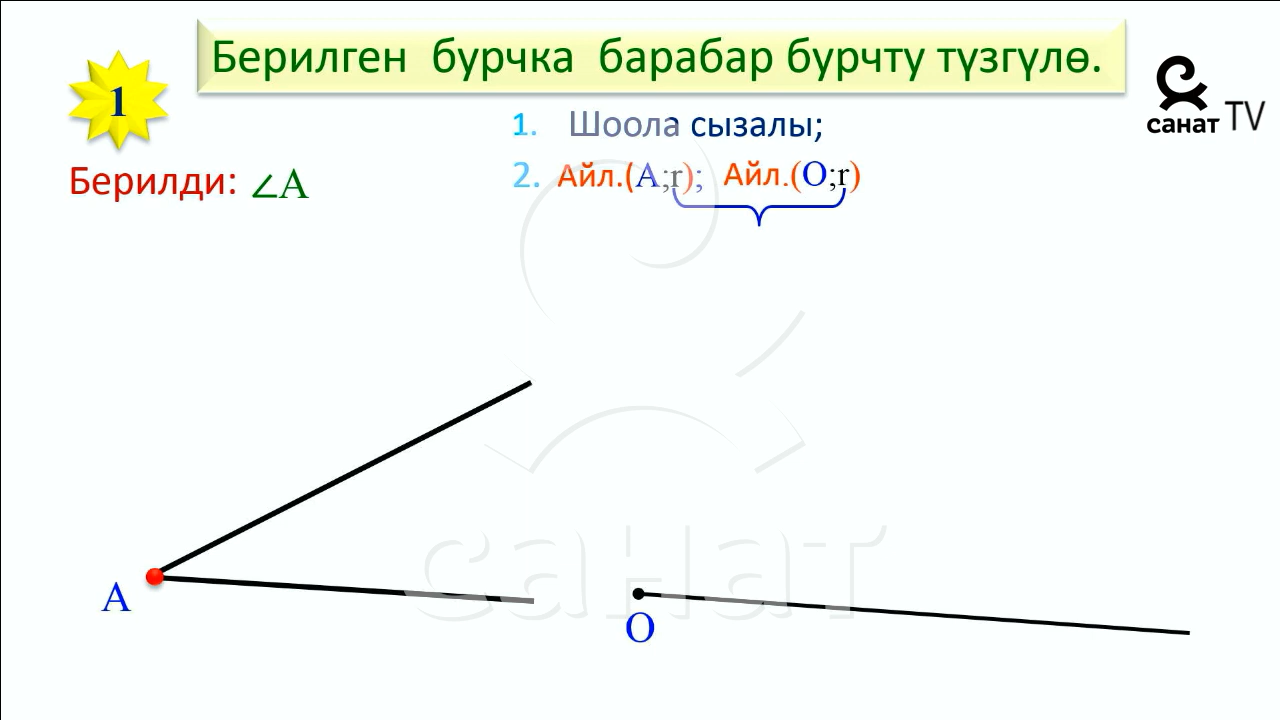 Берилген бурчка барабар бурчту түзгүлө.
1
санат TV
1. Шоола сызалы;
Берилди: ∠A
2. Айл.(A;r); Айл.(O;r)
санат
A
O